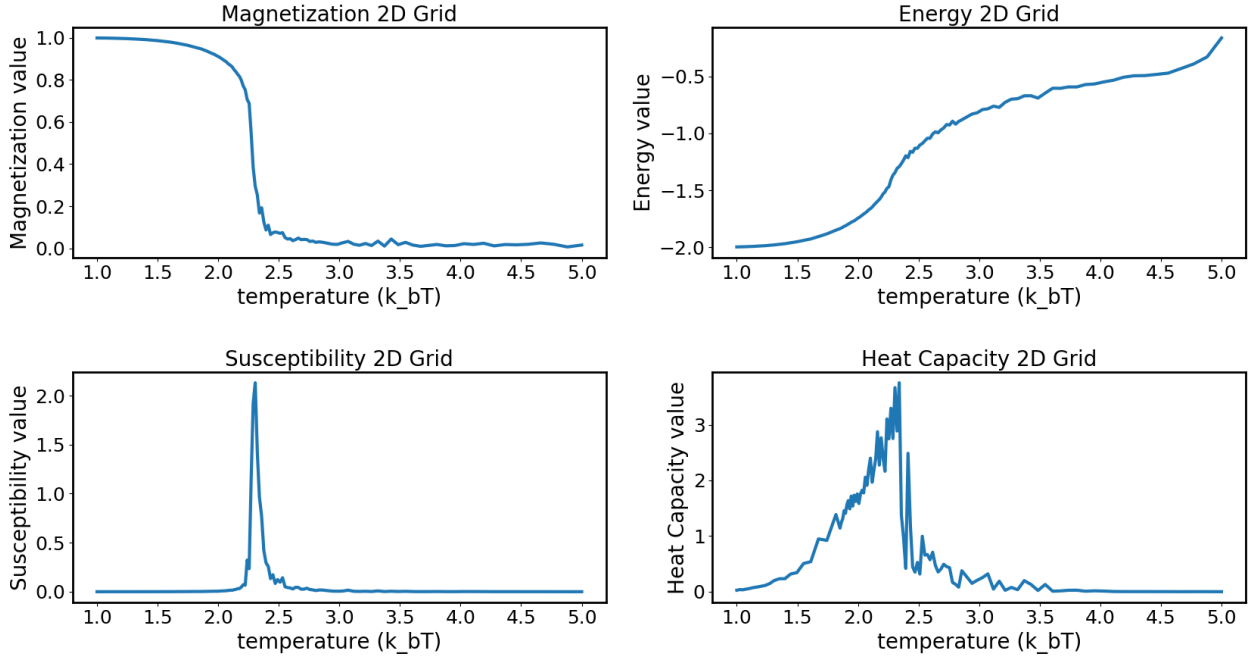 Magnetization 2D Grid
Magnetization value
1.0
0.8
0.6
0.4
0.2
0.0
1.0 1.5 2.0 2.5 3.0 3.5 4.0 4.5 5.0
temperature (k_bT)
Energy 2D Grid
Energy value
−0.5
−1.0
−1.5
−2.0
1.0 1.5 2.0 2.5 3.0 3.5 4.0 4.5 5.0
temperature (k_bT)
Susceptibility 2D Grid
Susceptibility value
2.0
1.5
1.0
0.5
0.0
1.0 1.5 2.0 2.5 3.0 3.5 4.0 4.5 5.0
temperature (k_bT)
Heat Capacity 2D Grid
Heat Capacity value
3
2
1
0
1.0 1.5 2.0 2.5 3.0 3.5 4.0 4.5 5.0
temperature (k_bT)